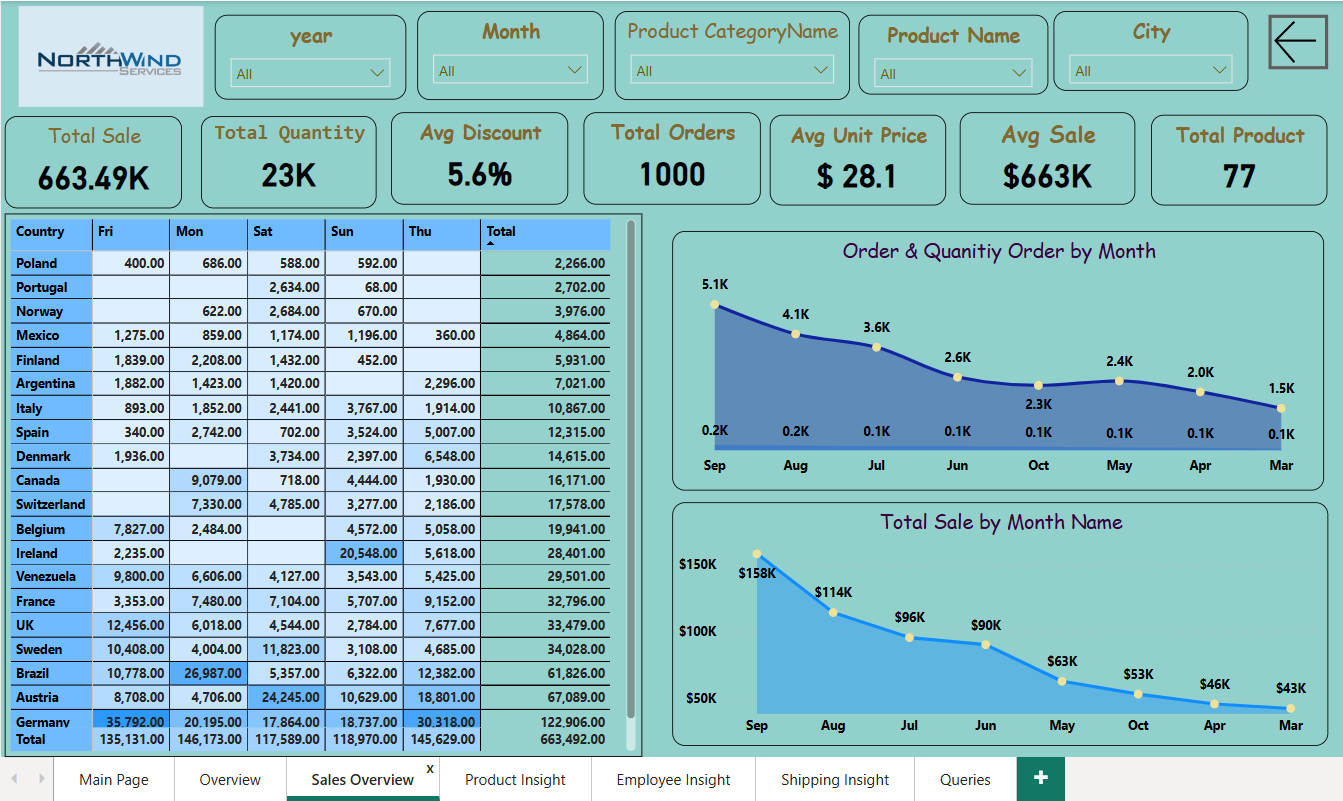 NORTHWIND
SERVICES
year
All
Month
All
Product CategoryName
All
Product Name
All
City
All
Total Sale
663.49K
Total Quantity
23K
Avg Discount
5.6%
Total Orders
1000
Avg Unit Price
$ 28.1
Avg Sale
$663K
Total Product
77
Country Fri Mon Sat Sun Thu Total
Poland 400.00 686.00 588.00 592.00 2,266.00
Portugal 2,634.00 68.00 2,702.00
Norway 622.00 2,684.00 670.00 3,976.00
Mexico 1,275.00 859.00 1,174.00 1,196.00 360.00 4,864.00
Finland 1,839.00 2,208.00 1,432.00 452.00 5,931.00
Argentina 1,882.00 1,423.00 1,420.00 2,296.00 7,021.00
Italy 893.00 1,852.00 2,441.00 3,767.00 1,914.00 10,867.00
Spain 340.00 2,742.00 702.00 3,524.00 5,007.00 12,315.00
Denmark 1,936.00 3,734.00 2,397.00 6,548.00 14,615.00
Canada 9,079.00 718.00 4,444.00 1,930.00 16,171.00
Switzerland 7,330.00 4,785.00 3,277.00 2,186.00 17,578.00
Belgium 7,827.00 2,484.00 4,572.00 5,058.00 19,941.00
Ireland 2,235.00 20,548.00 5,618.00 28,401.00
Venezuela 9,800.00 6,606.00 4,127.00 3,543.00 5,425.00 29,501.00
France 3,353.00 7,480.00 7,104.00 5,707.00 9,152.00 32,796.00
UK 12,456.00 6,018.00 4,544.00 2,784.00 7,677.00 33,479.00
Sweden 10,408.00 4,004.00 11,823.00 3,108.00 4,685.00 34,028.00
Brazil 10,778.00 26,987.00 5,357.00 6,322.00 12,382.00 61,826.00
Austria 8,708.00 4,706.00 24,245.00 10,629.00 18,801.00 67,089.00
Germany 35,792.00 20,195.00 17,864.00 18,737.00 30,318.00 122,906.00
Total 135,131.00 146,173.00 117,589.00 118,970.00 145,629.00 663,492.00
Order & Quanitiy Order by Month
5.1K 4.1K 3.6K 2.6K 2.3K 2.4K 2.0K 1.5K
0.2K 0.2K 0.1K 0.1K 0.1K 0.1K 0.1K 0.1K
Sep Aug Jul Jun Oct May Apr Mar
Total Sale by Month Name
$150K
$100K
$50K
$158K $114K $96K $90K $63K $53K $46K $43K
Sep Aug Jul Jun May Oct Apr Mar
Main Page Overview Sales Overview x Product Insight Employee Insight Shipping Insight Queries +